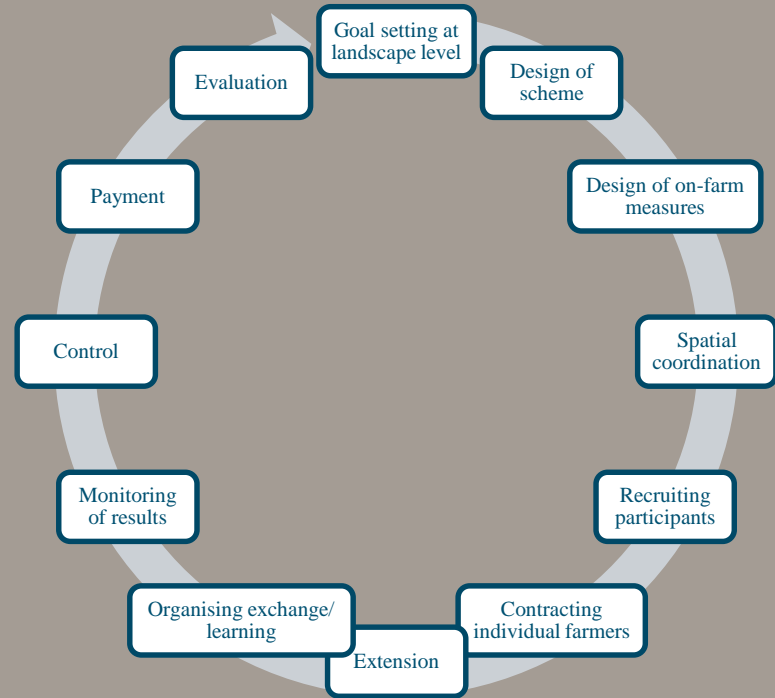 Goal setting at
landscape level
Design of
scheme
Design of on-farm
measures
Spatial
coordination
Recruiting
participants
Contracting
individual farmers
Extension
Organising exchange/
learning
Monitoring
of results
Control
Payment
Evaluation